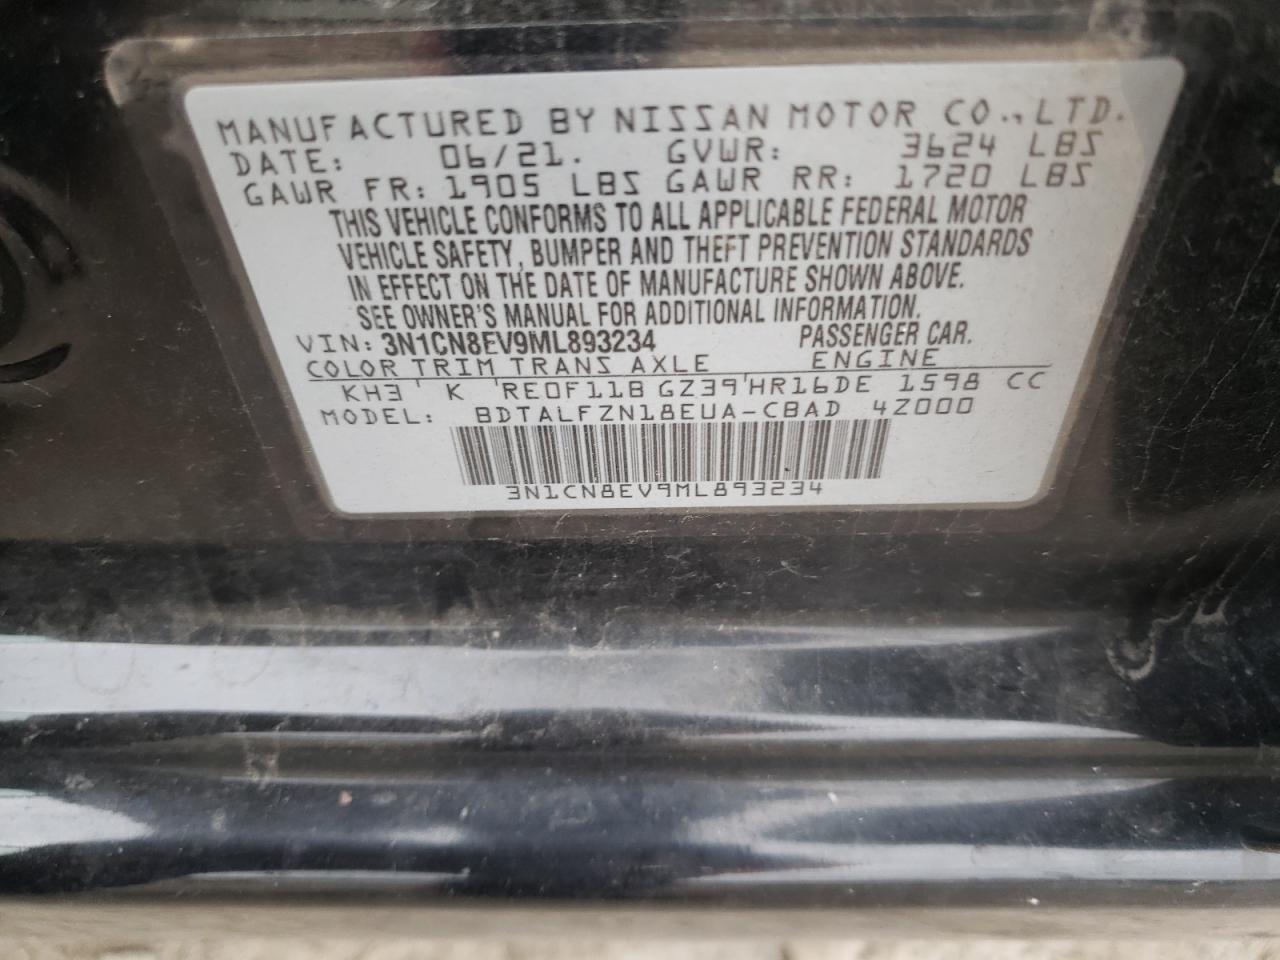 MANUFACTURED BY NISSAN MOTOR CO., LTD.
DATE: 06/21. GVWR: 3624 LBS
GAWR FR: 1905 LBS GAWR RR: 1720 LBS
THIS VEHICLE CONFORMS TO ALL APPLICABLE FEDERAL MOTOR
VEHICLE SAFETY, BUMPER AND THEFT PREVENTION STANDARDS
IN EFFECT ON THE DATE OF MANUFACTURE SHOWN ABOVE.
SEE OWNER'S MANUAL FOR ADDITIONAL INFORMATION.
VIN: 3N1CN8EV9ML893234 PASSENGER CAR.
COLOR TRIM TRANS AXLE ENGINE
KH3 K RE0F11B GZ39 HR16DE 1598 CC
MODEL: BDTALFZN18EUA-CBAD 4Z000
3N1CN8EV9ML893234